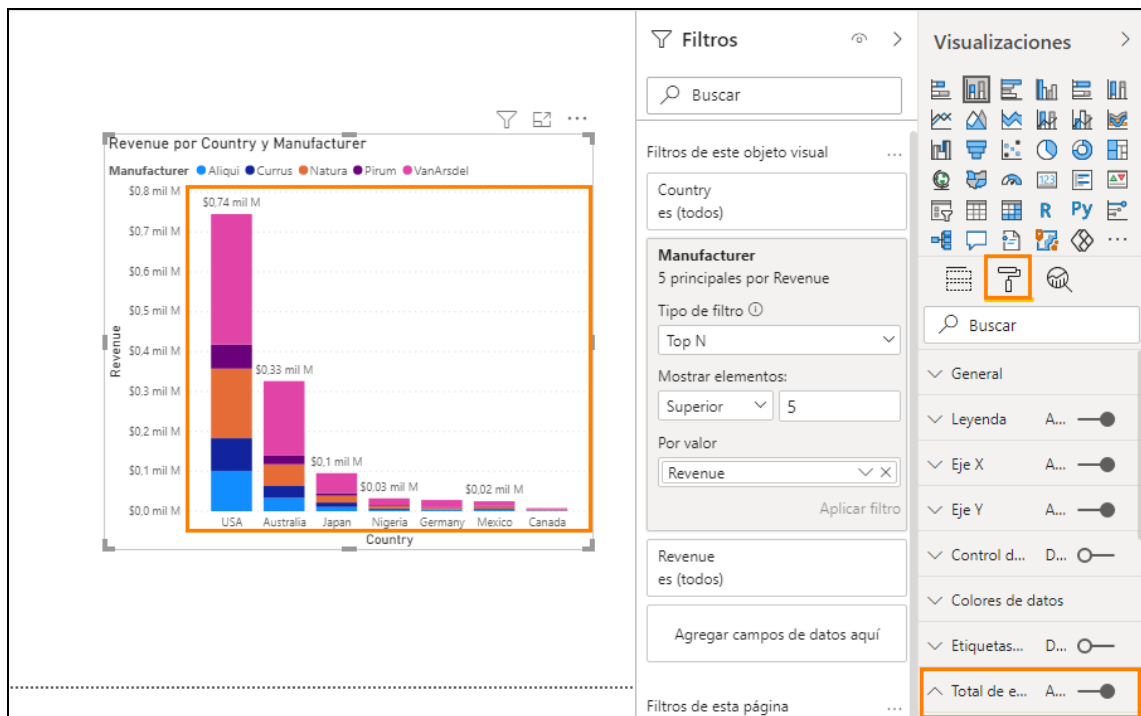 Revenue por Country y Manufacturer
Manufacturer Aliqui Currus Natura Pirum VanArsdel
$0,8 mil M
$0,7 mil M
$0,6 mil M
$0,5 mil M
$0,4 mil M
$0,3 mil M
$0,2 mil M
$0,1 mil M
$0,0 mil M
Revenue
$0,74 mil M
$0,33 mil M
$0,1 mil M
$0,03 mil M
$0,02 mil M
USA Australia Japan Nigeria Germany Mexico Canada
Country
Filtros
Buscar
Filtros de este objeto visual ...
Country
es (todos)
Manufacturer
5 principales por Revenue
Tipo de filtro
Top N
Mostrar elementos:
Superior 5
Por valor
Revenue
Aplicar filtro
Revenue
es (todos)
Agregar campos de datos aquí
Filtros de esta página ...
Visualizaciones
123
R Py
...
Buscar
General
Leyenda A...
Eje X A...
Eje Y A...
Control d... D...
Colores de datos
Etiquetas... D...
Total de e... A...